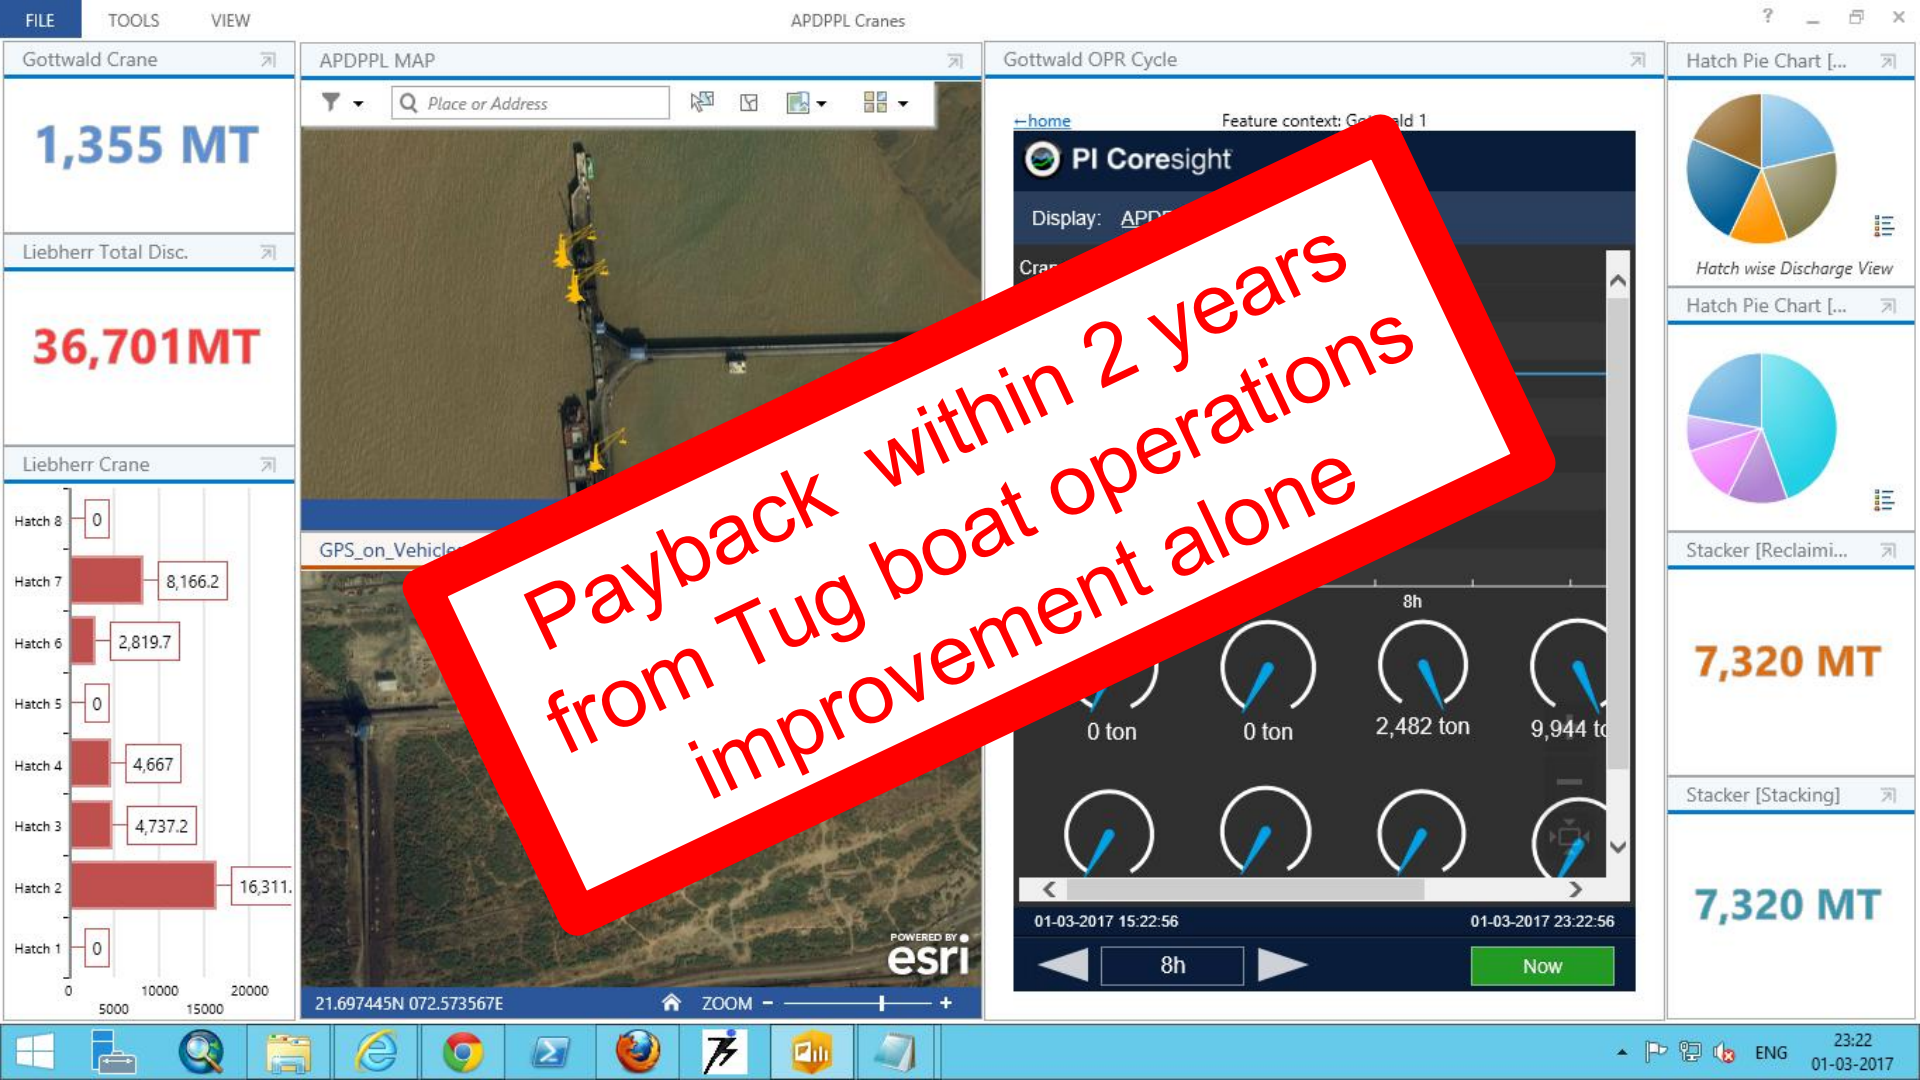 FILE TOOLS VIEW APDPPL Cranes
Gottwald Crane
1,355 MT
Liebherr Total Disc.
36,701MT
Liebherr Crane
Hatch 8 0
Hatch 7 8,166.2
Hatch 6 2,819.7
Hatch 5 0
Hatch 4 4,667
Hatch 3 4,737.2
Hatch 2 16,311.
Hatch 1 0
0 10000 20000
5000 15000
APDPPL MAP
Place or Address
GPS_on_Vehicle
POWERED BY
esri
21.697445N 072.573567E ZOOM - +
Gottwald OPR Cycle
←home Feature context: Gottwald 1
PI Coresight
Display:
Payback within 2 years
from Tug boat operations
improvement alone
8h
0 ton 0 ton 2,482 ton 9,944 to
01-03-2017 15:22:56 01-03-2017 23:22:56
8h Now
Hatch Pie Chart [...
Hatch wise Discharge View
Hatch Pie Chart [...
Stacker [Reclaimi...
7,320 MT
Stacker [Stacking]
7,320 MT
ENG 23:22
01-03-2017